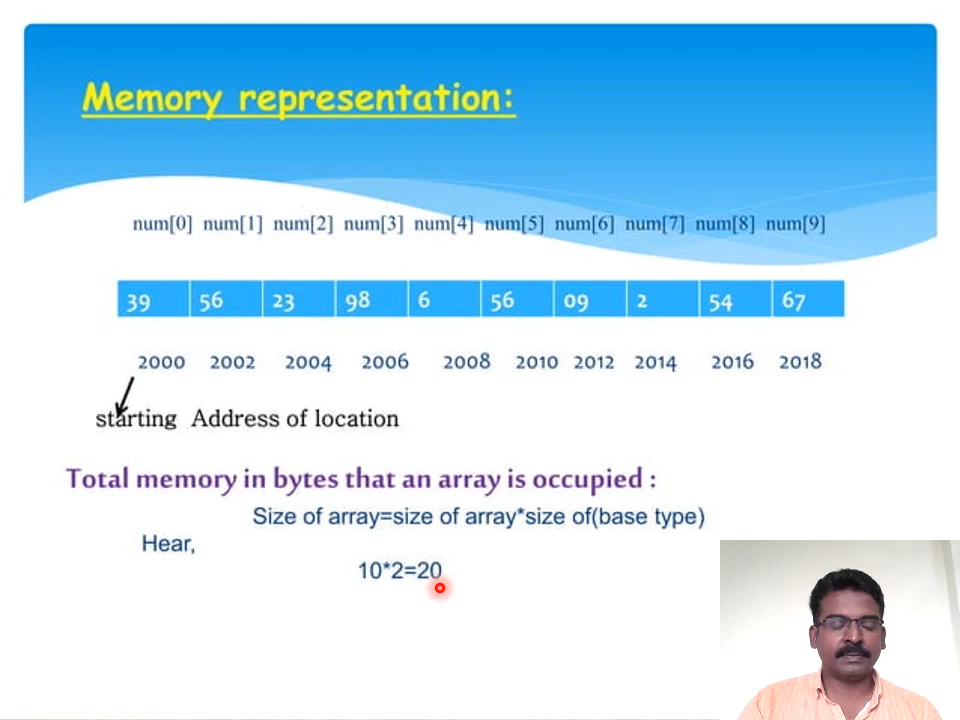 Memory representation:
num[0] num[1] num[2] num[3] num[4] num[5] num[6] num[7] num[8] num[9]
39 56 23 98 6 56 09 2 54 67
2000 2002 2004 2006 2008 2010 2012 2014 2016 2018
starting Address of location
Total memory in bytes that an array is occupied :
Size of array=size of array*size of(base type)
Hear,
10*2=20